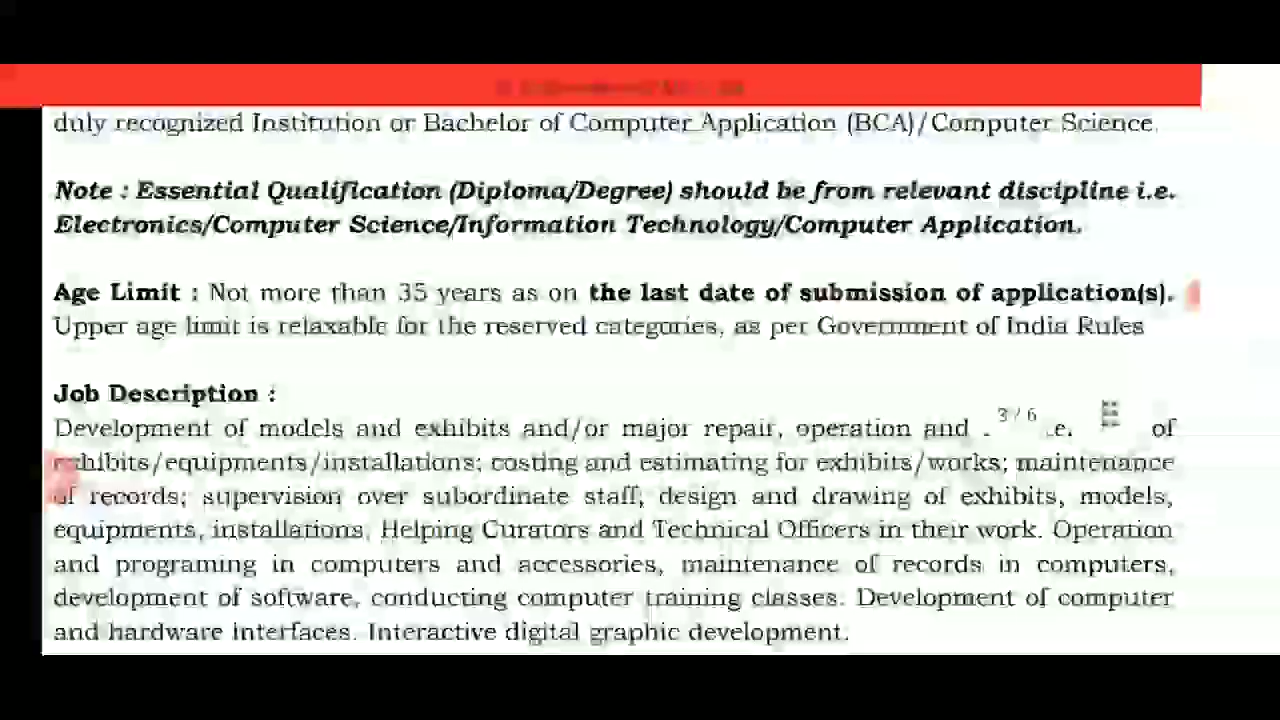 duly recognized Institution or Bachelor of Computer Application (BCA)/Computer Science.
Note : Essential Qualification (Diploma/Degree) should be from relevant discipline i.e.
Electronics/Computer Science/Information Technology/Computer Application.
Age Limit : Not more than 35 years as on the last date of submission of application(s).
Upper age limit is relaxable for the reserved categories, as per Government of India Rules
Job Description :
3 / 6
Development of models and exhibits and/or major repair, operation and of
exhibits/equipments/installations; costing and estimating for exhibits/works; maintenance
of records; supervision over subordinate staff; design and drawing of exhibits, models,
equipments, installations. Helping Curators and Technical Officers in their work. Operation
and programing in computers and accessories, maintenance of records in computers,
development of software, conducting computer training classes. Development of computer
and hardware interfaces. Interactive digital graphic development.